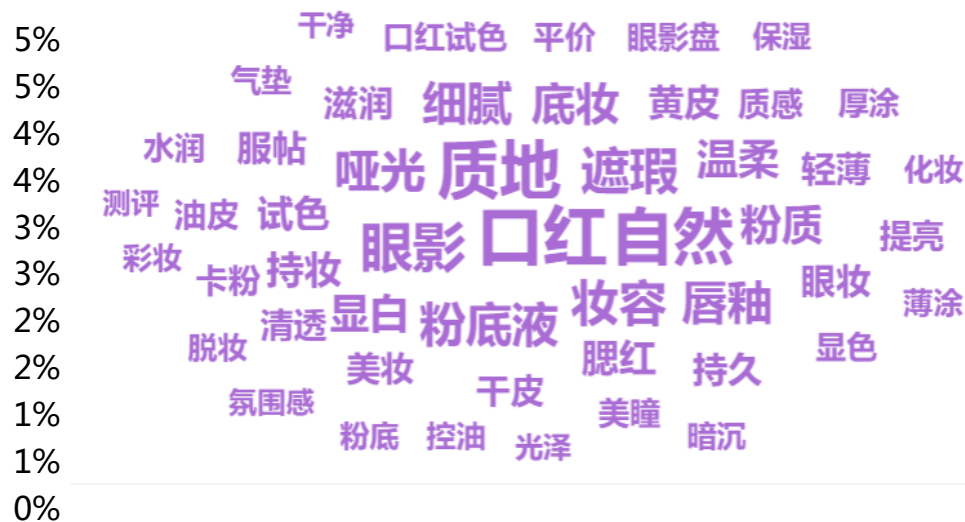 干净 口红试色 平价 眼影盘 保湿
5%
气垫 滋润 细腻 底妆 黄皮 质感 厚涂
5%
4%
水润 服帖 哑光 质地 遮瑕 温柔 轻薄 化妆
4%
测评 油皮 试色 眼影 口红 自然 粉质 提亮
3%
彩妆 卡粉 持妆 眼妆
3%
清透 显白 粉底液 妆容 唇釉 薄涂
2%
脱妆 美妆 腮红 持久 显色
2%
氛围感 干皮 美瞳
1%
粉底 控油 光泽 暗沉
1%
0%